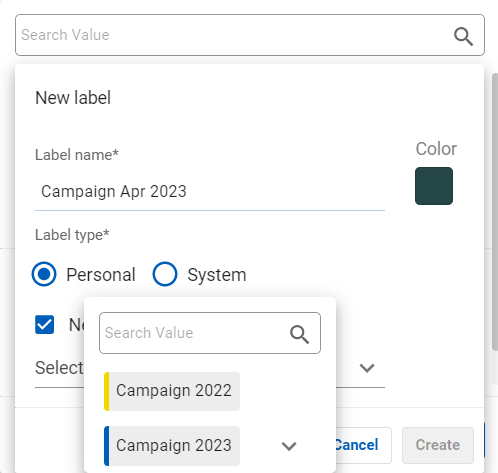 Search Value
New label
Label name*
Color
Campaign Apr 2023
Label type*
Personal
System
Search Value
Select
Campaign 2022
Campaign 2023
Cancel
Create